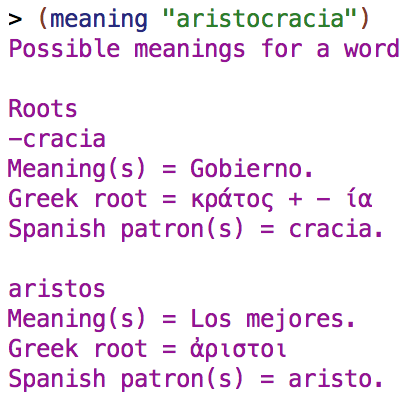 > (meaning "aristocracia")
Possible meanings for a word
Roots
-cracia
Meaning(s) = Gobierno.
Greek root = κράτος + - ία
Spanish patron(s) = cracia.
aristos
Meaning(s) = Los mejores.
Greek root = ἀριστοι
Spanish patron(s) = aristo.